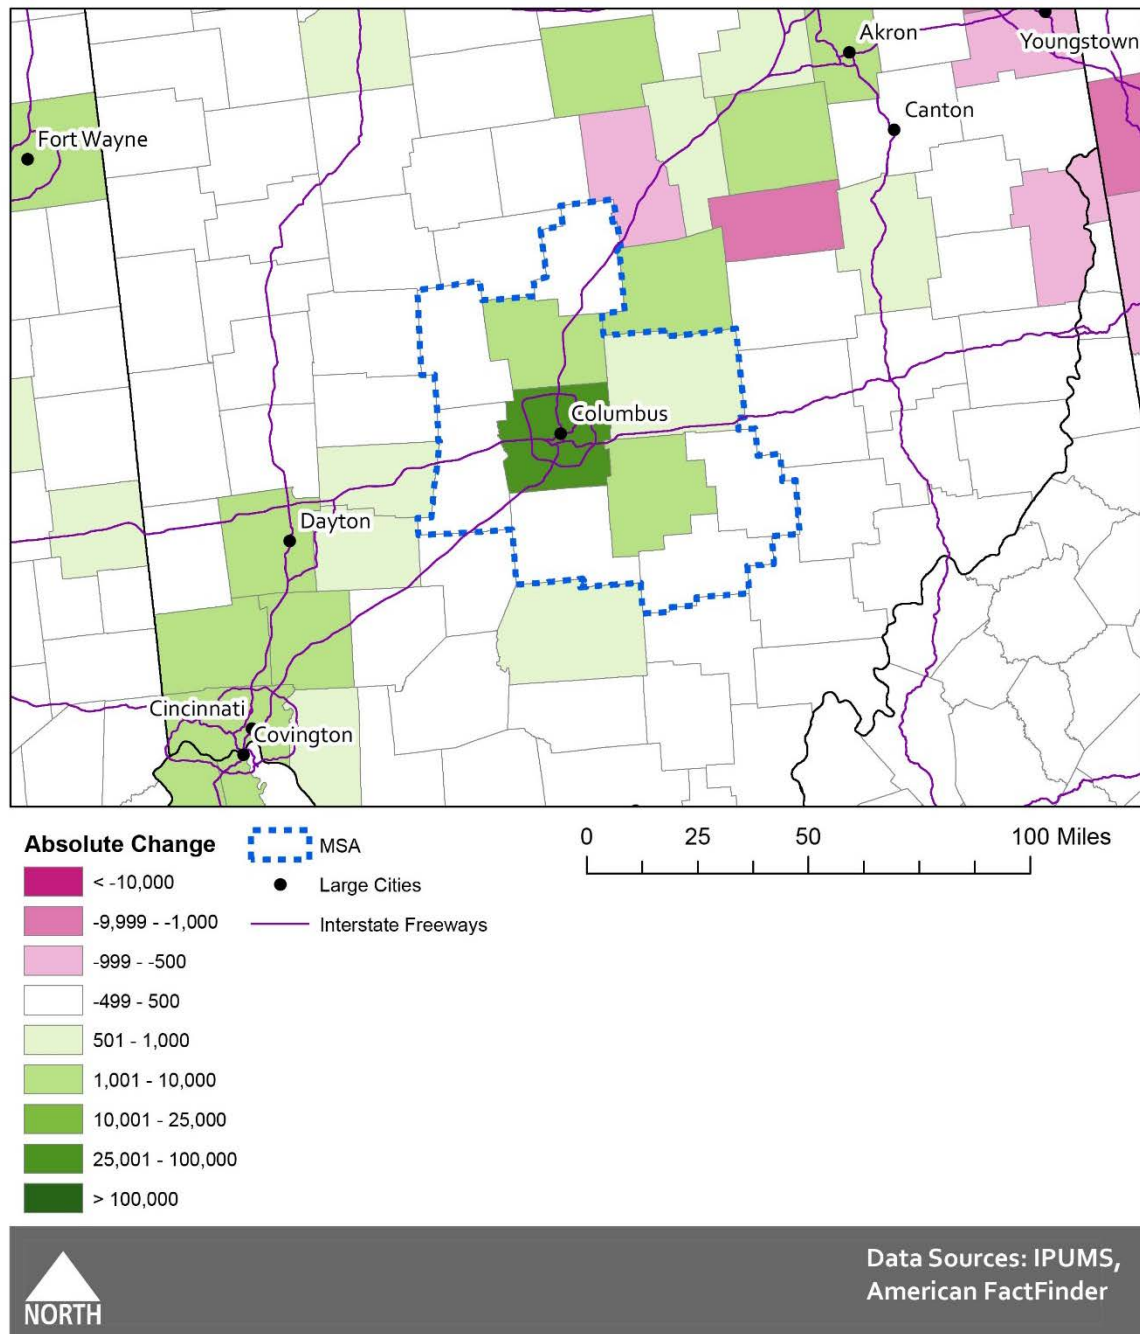 Akron
Youngstown
Canton
Fort Wayne
Columbus
Dayton
Cincinnati
Covington
Absolute Change
< -10,000
-9,999 - -1,000
-999 - -500
-499 - 500
501 - 1,000
1,001 - 10,000
10,001 - 25,000
25,001 - 100,000
> 100,000
MSA
Large Cities
Interstate Freeways
0 25 50 100 Miles
NORTH
Data Sources: IPUMS,
American FactFinder